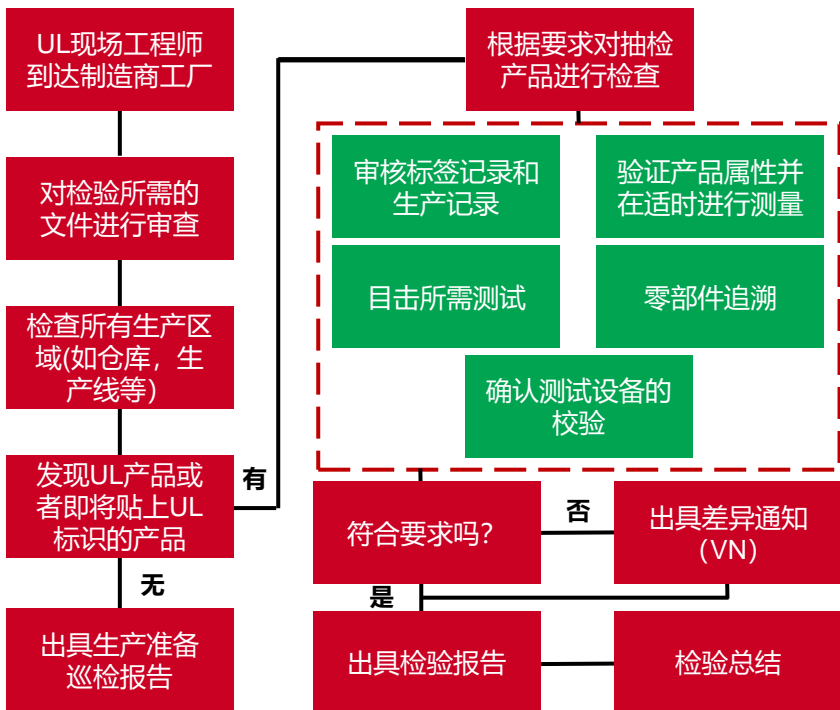 UL现场工程师
到达制造商工厂
对检验所需的
文件进行审查
检查所有生产区
域(如仓库，生
产线等）
发现UL产品或
者即将贴上UL
标识的产品
有
无
出具生产准备
巡检报告
根据要求对抽检
产品进行检查
审核标签记录和
生产记录
验证产品属性并
在适时进行测量
目击所需测试
零部件追溯
确认测试设备的
校验
符合要求吗？
否
出具差异通知
（VN）
是
出具检验报告
检验总结